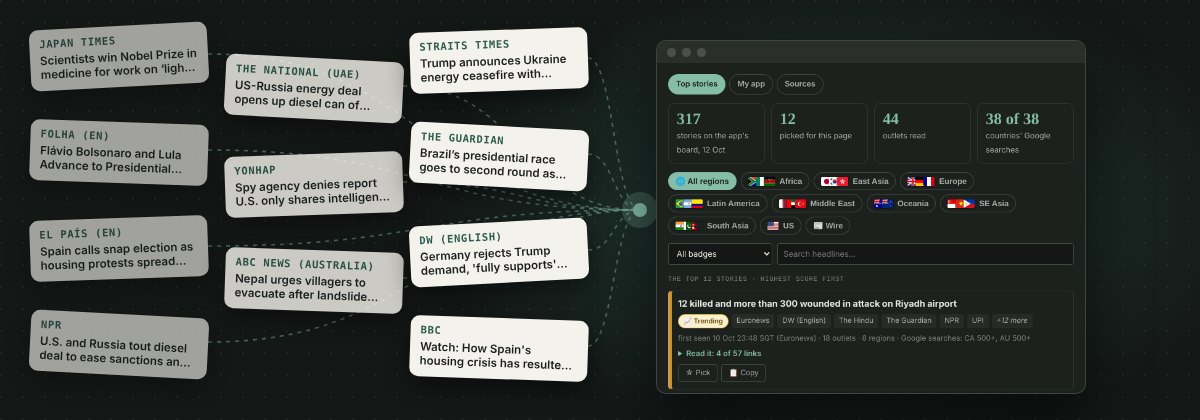 JAPAN TIMES
Scientists win Nobel Prize in
medicine for work on ‘ligh...
FOLHA (EN)
Flávio Bolsonaro and Lula
Advance to Presidential...
EL PAÍS (EN)
Spain calls snap election as
housing protests spread...
NPR
U.S. and Russia tout diesel
deal to ease sanctions an...
THE NATIONAL (UAE)
US-Russia energy deal
opens up diesel can of...
YONHAP
Spy agency denies report
U.S. only shares intelligen...
ABC NEWS (AUSTRALIA)
Nepal urges villagers to
evacuate after landslide...
STRAITS TIMES
Trump announces Ukraine
energy ceasefire with...
THE GUARDIAN
Brazil’s presidential race
goes to second round as...
DW (ENGLISH)
Germany rejects Trump
demand, 'fully supports'...
BBC
Watch: How Spain's
housing crisis has resulte...
Top stories My app Sources
317 12 44 38 of 38
stories on the app's picked for this page outlets read countries' Google
board, 12 Oct searches
All regions Africa East Asia Europe
Latin America Middle East Oceania SE Asia
South Asia US Wire
All badges Search headlines...
THE TOP 12 STORIES · HIGHEST SCORE FIRST
12 killed and more than 300 wounded in attack on Riyadh airport
Trending Euronews DW (English) The Hindu The Guardian NPR UPI +12 more
first seen 10 Oct 23:48 SGT (Euronews) · 18 outlets · 8 regions · Google searches: CA 500+, AU 500+
▸ Read it: 4 of 57 links
☆ Pick Copy